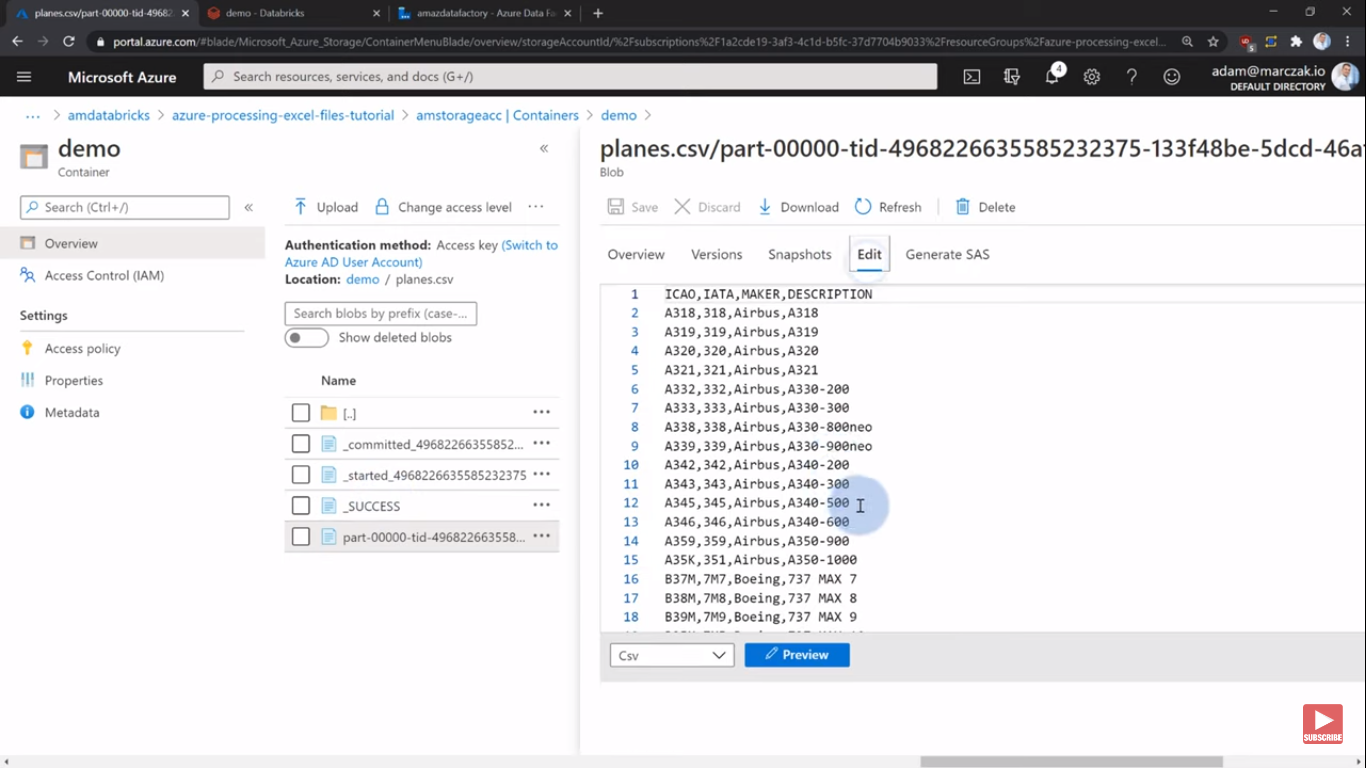 planes.csv/part-00000-tid-4968
demo - Databricks
amazdatafactory - Azure Data Fa
portal.azure.com/#blade/Microsoft_Azure_Storage/ContainerMenuBlade/overview/storageAccountId/%2Fsubscriptions%2F1a2cde19-3af3-4c1d-b5fc-37d7704b9033%2FresourceGroups%2Fazure-processing-excel...
Microsoft Azure
Search resources, services, and docs (G+/)
4
adam@marczak.io
DEFAULT DIRECTORY
... > amdatabricks > azure-processing-excel-files-tutorial > amstorageacc | Containers > demo >
demo
Container
Search (Ctrl+/)
Overview
Access Control (IAM)
Settings
Access policy
Properties
Metadata
Upload
Change access level
Authentication method: Access key (Switch to
Azure AD User Account)
Location: demo / planes.csv
Search blobs by prefix (case-...
Show deleted blobs
Name
[..]
_committed_49682266355852...
_started_4968226635585232375
_SUCCESS
part-00000-tid-496822663558...
planes.csv/part-00000-tid-4968226635585232375-133f48be-5dcd-46a
Blob
Save
Discard
Download
Refresh
Delete
Overview
Versions
Snapshots
Edit
Generate SAS
1 ICAO,IATA,MAKER,DESCRIPTION
2 A318,318,Airbus,A318
3 A319,319,Airbus,A319
4 A320,320,Airbus,A320
5 A321,321,Airbus,A321
6 A332,332,Airbus,A330-200
7 A333,333,Airbus,A330-300
8 A338,338,Airbus,A330-800neo
9 A339,339,Airbus,A330-900neo
10 A342,342,Airbus,A340-200
11 A343,343,Airbus,A340-300
12 A345,345,Airbus,A340-500
13 A346,346,Airbus,A340-600
14 A359,359,Airbus,A350-900
15 A35K,351,Airbus,A350-1000
16 B37M,7M7,Boeing,737 MAX 7
17 B38M,7M8,Boeing,737 MAX 8
18 B39M,7M9,Boeing,737 MAX 9
Csv
Preview
SUBSCRIBE